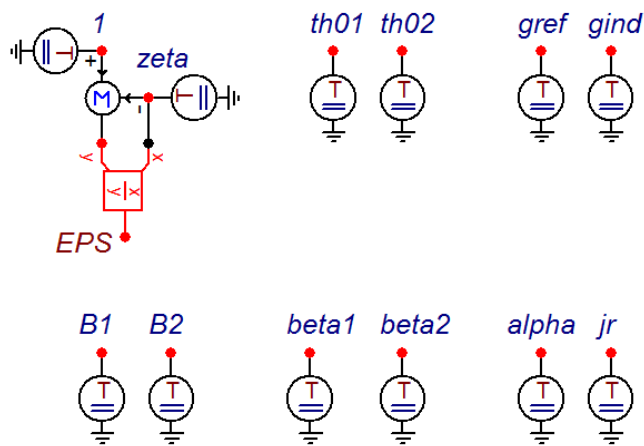 1 th01 th02 gref gind
zeta
T T T T T T
+
M
-
y x
x
y
EPS
B1 B2 beta1 beta2 alpha jr
T T T T T T